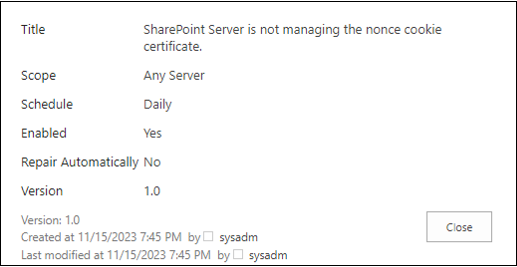 Title SharePoint Server is not managing the nonce cookie
certificate.
Scope Any Server
Schedule Daily
Enabled Yes
Repair Automatically No
Version 1.0
Version: 1.0
Created at 11/15/2023 7:45 PM by sysadm
Last modified at 11/15/2023 7:45 PM by sysadm
Close